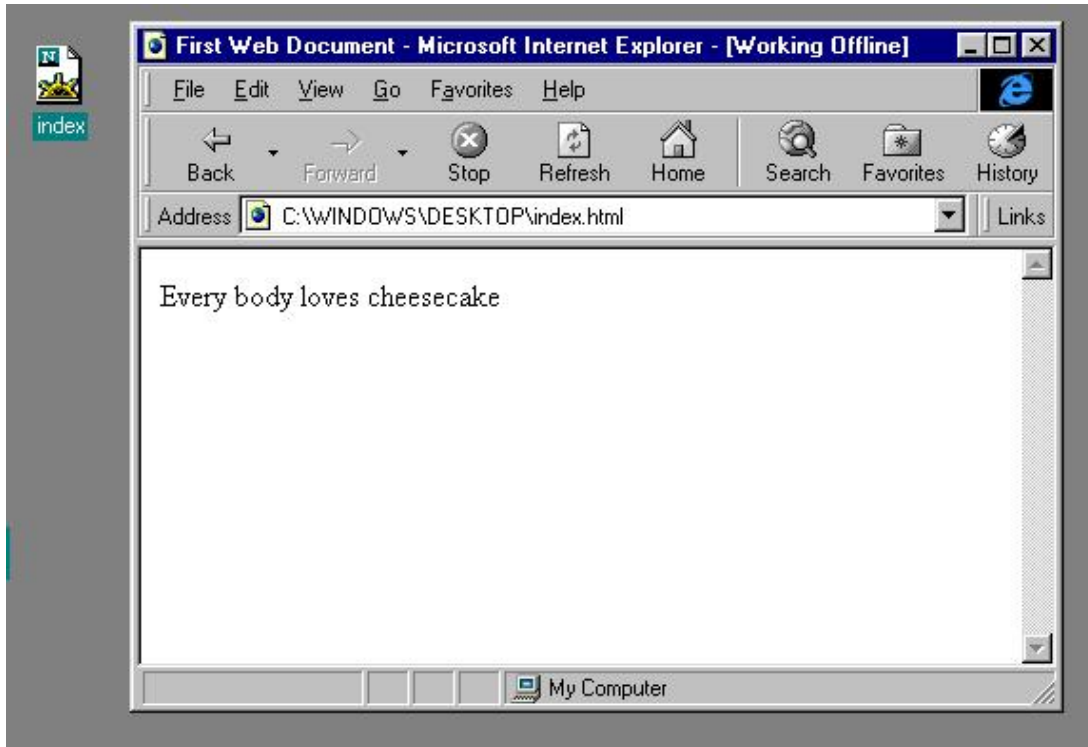 index
First Web Document - Microsoft Internet Explorer - [Working Offline]
File Edit View Go Favorites Help
Back Forward Stop Refresh Home Search Favorites History
Address C:\WINDOWS\DESKTOP\index.html Links
Every body loves cheesecake
My Computer